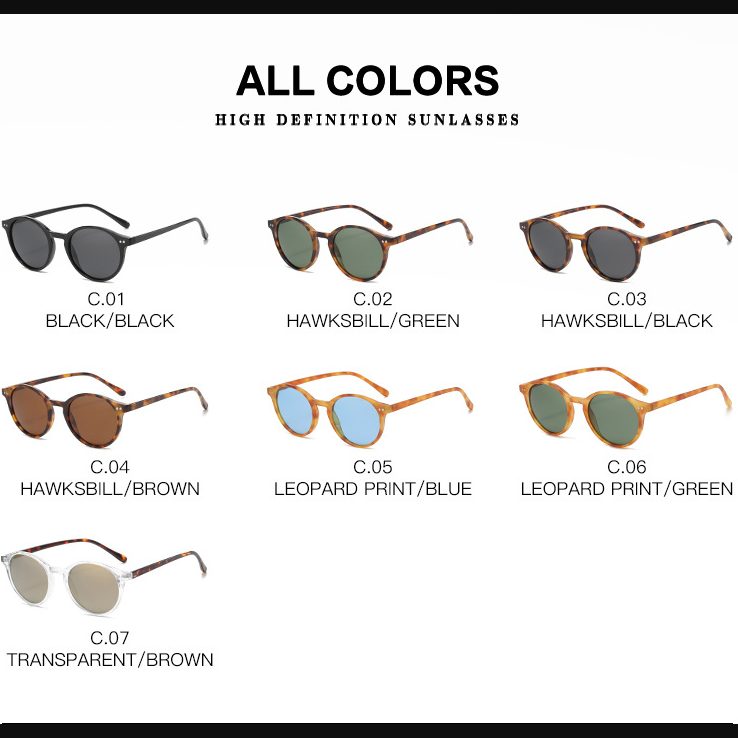 ALL COLORS
HIGH DEFINITION SUNLASSES
C.01
BLACK/BLACK
C.02
HAWKSBILL/GREEN
C.03
HAWKSBILL/BLACK
C.04
HAWKSBILL/BROWN
C.05
LEOPARD PRINT/BLUE
C.06
LEOPARD PRINT/GREEN
C.07
TRANSPARENT/BROWN